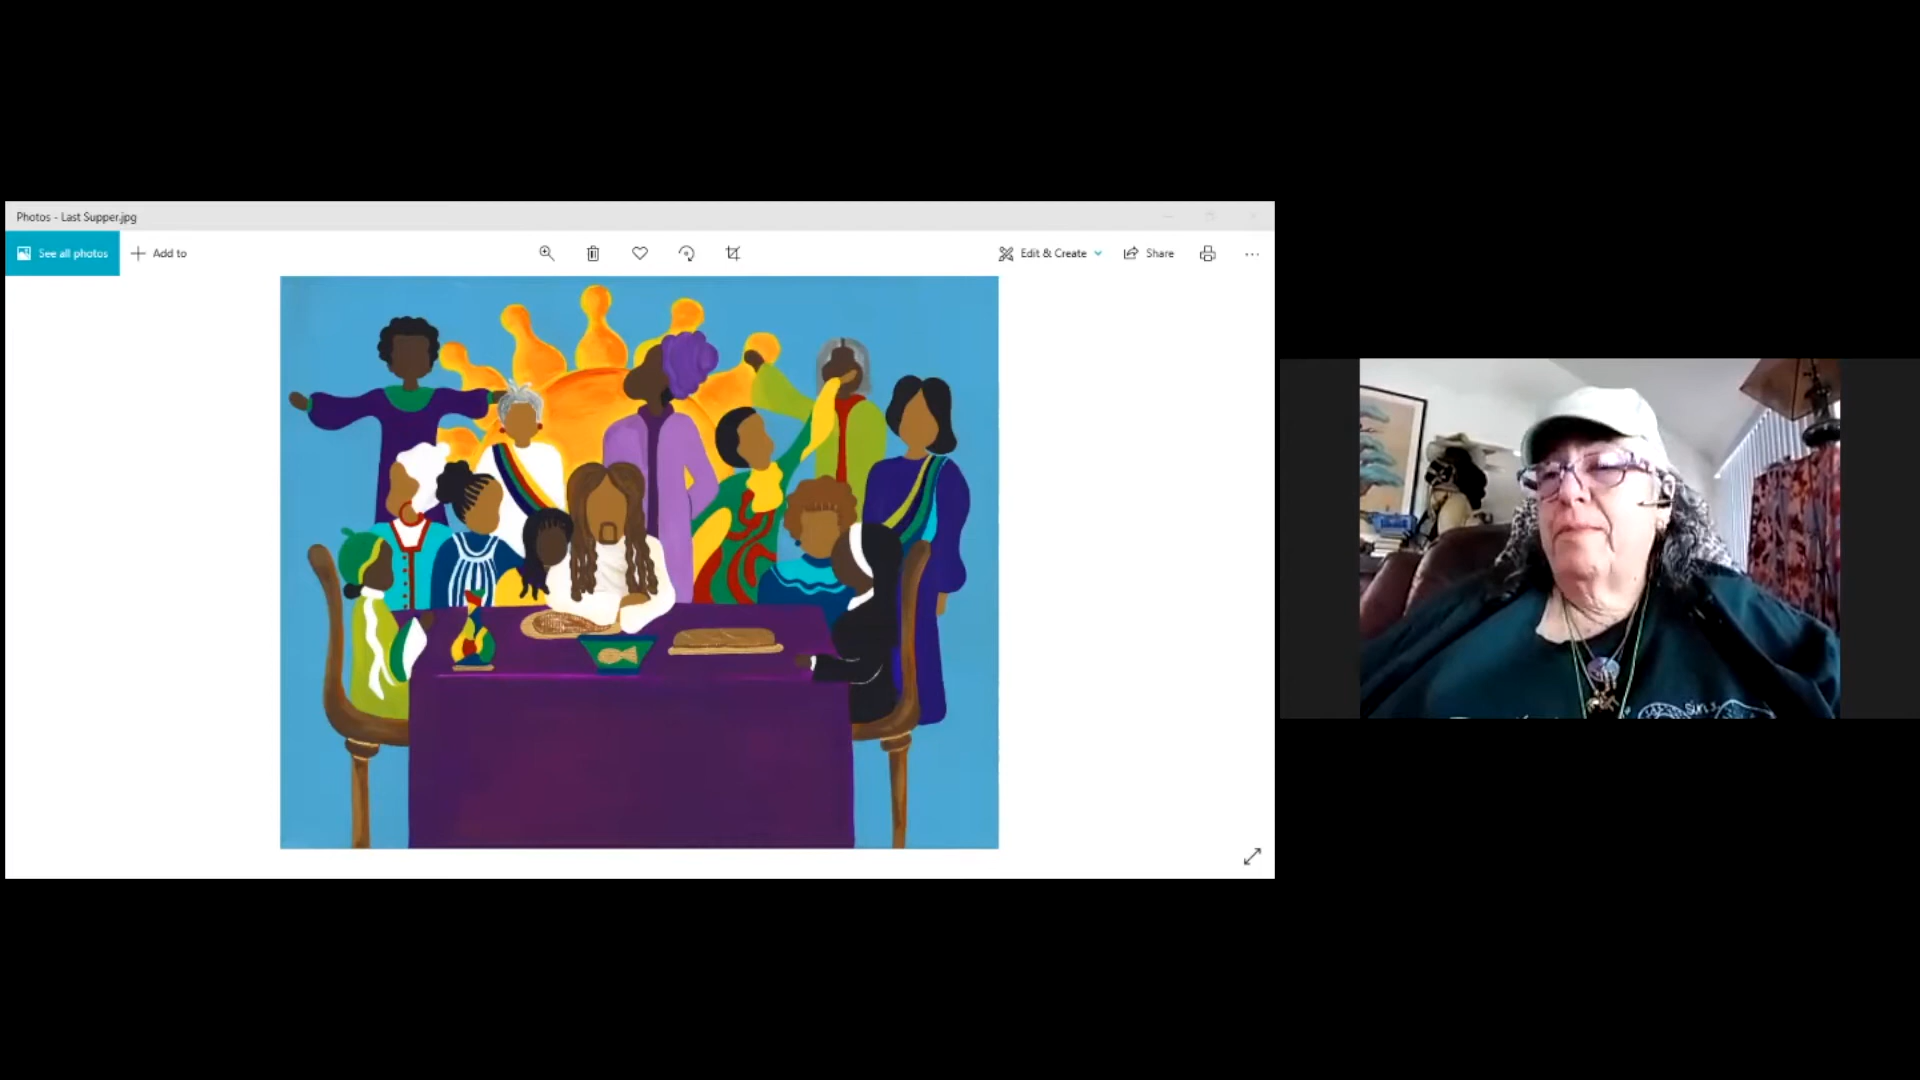 Photos - Last Supper.jpg
See all photos
Add to
Edit & Create
Share